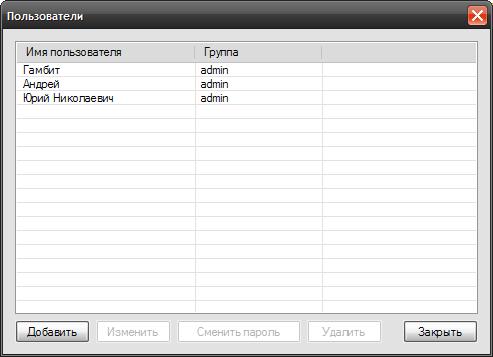 Пользователи
Имя пользователя Группа
Гамбит admin
Андрей admin
Юрий Николаевич admin
Добавить Изменить Сменить пароль Удалить Закрыть